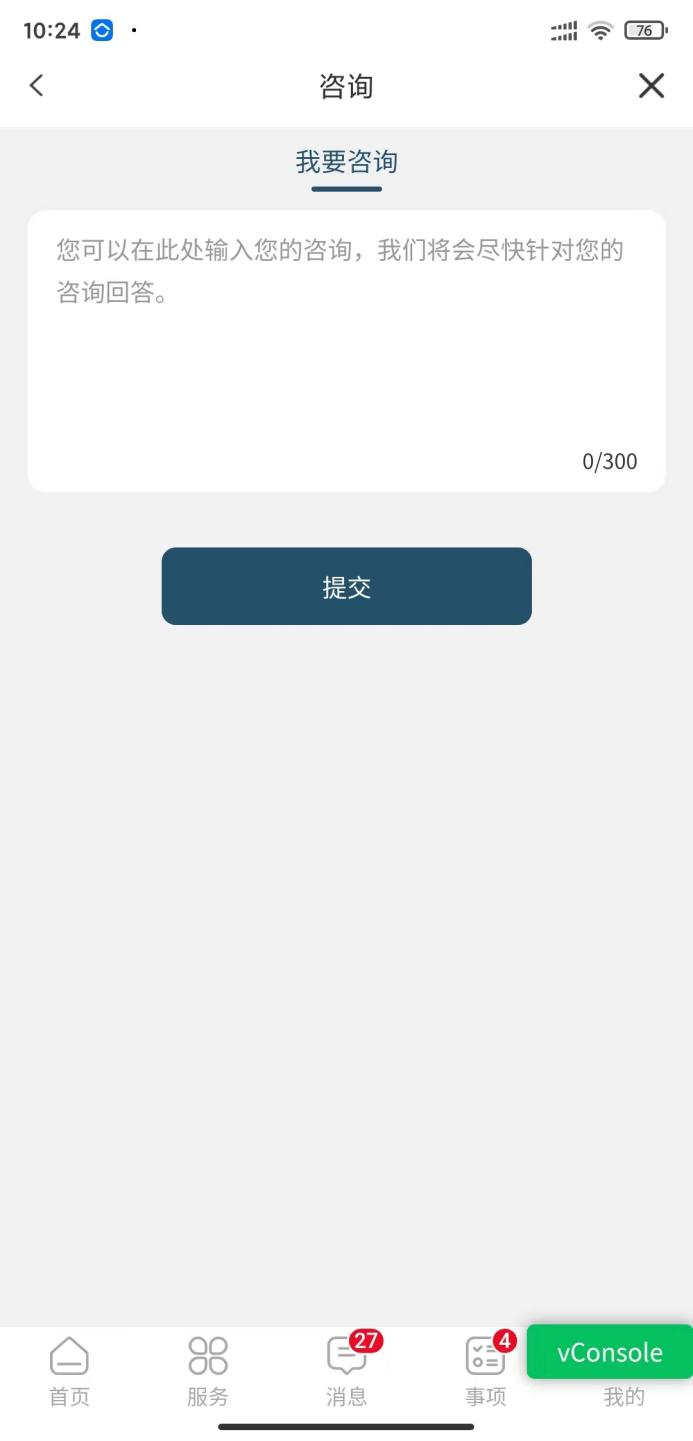 10:24
76
咨询
我要咨询
您可以在此处输入您的咨询，我们将会尽快针对您的
咨询回答。
0/300
提交
27
4
vConsole
首页
服务
消息
事项
我的